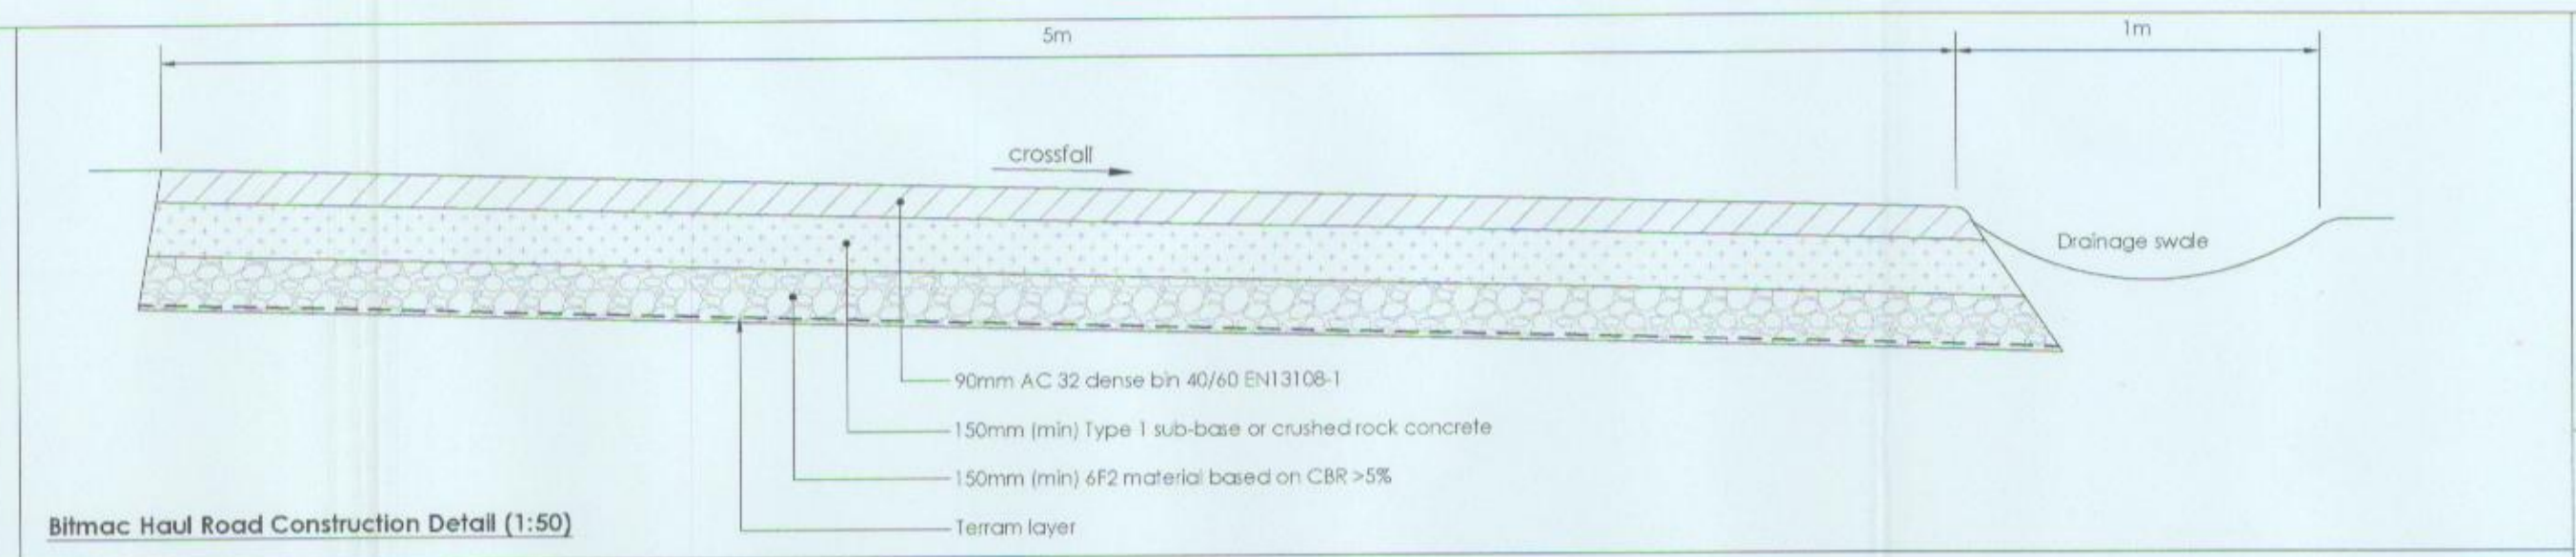 5m
1m
crossfall
Drainage swale
90mm AC 32 dense bin 40/60 EN13108-1
150mm (min) Type 1 sub-base or crushed rock concrete
150mm (min) 6F2 material based on CBR >5%
Terram layer
Bitmac Haul Road Construction Detail (1:50)